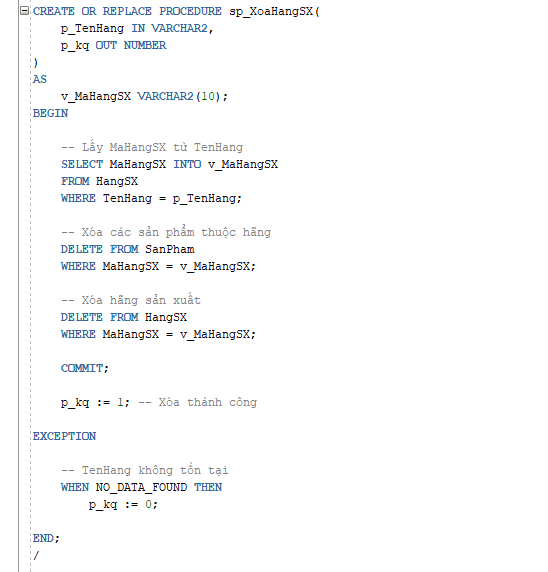 CREATE OR REPLACE PROCEDURE sp_XoaHangSX(
    p_TenHang IN VARCHAR2,
    p_kq OUT NUMBER
)
AS
    v_MaHangSX VARCHAR2(10);
BEGIN
    -- Lấy MaHangSX từ TenHang
    SELECT MaHangSX INTO v_MaHangSX
    FROM HangSX
    WHERE TenHang = p_TenHang;
    -- Xóa các sản phẩm thuộc hãng
    DELETE FROM SanPham
    WHERE MaHangSX = v_MaHangSX;
    -- Xóa hãng sản xuất
    DELETE FROM HangSX
    WHERE MaHangSX = v_MaHangSX;
    COMMIT;
    p_kq := 1; -- Xóa thành công
EXCEPTION
    -- TenHang không tồn tại
    WHEN NO_DATA_FOUND THEN
        p_kq := 0;
END;
/